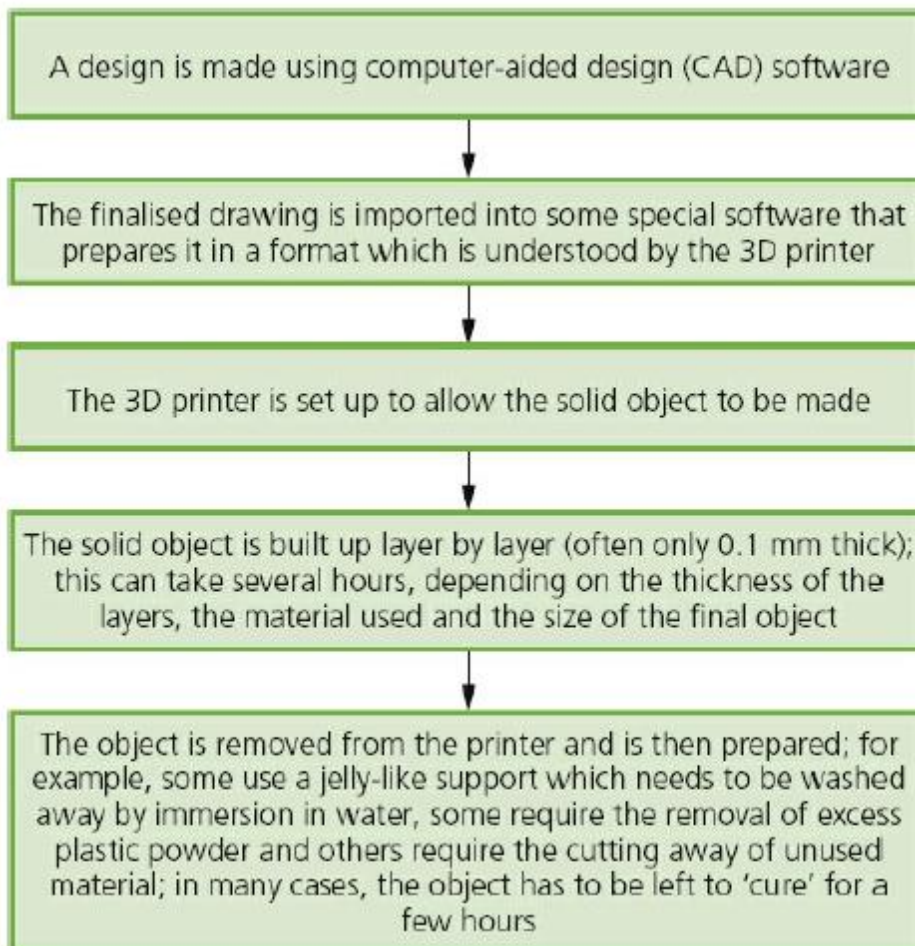 A design is made using computer-aided design (CAD) software
The finalised drawing is imported into some special software that
prepares it in a format which is understood by the 3D printer
The 3D printer is set up to allow the solid object to be made
The solid object is built up layer by layer (often only 0.1 mm thick);
this can take several hours, depending on the thickness of the
layers, the material used and the size of the final object
The object is removed from the printer and is then prepared; for
example, some use a jelly-like support which needs to be washed
away by immersion in water, some require the removal of excess
plastic powder and others require the cutting away of unused
material; in many cases, the object has to be left to ‘cure’ for a
few hours